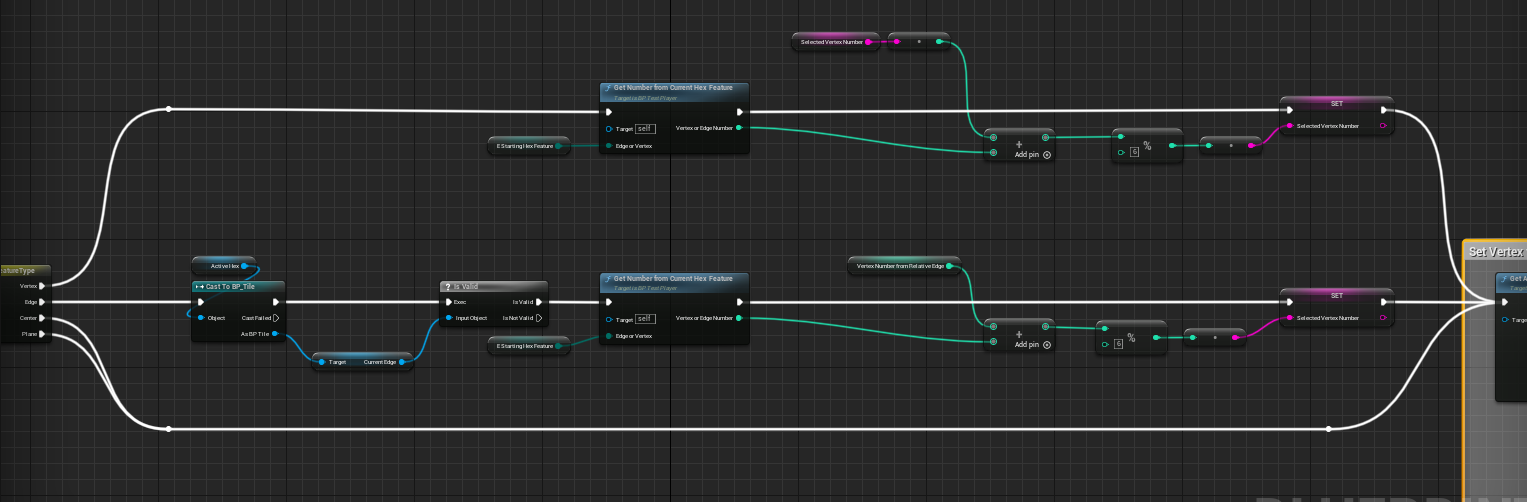 Selected Vertex Number
Get Number from Current Hex Feature
Target is BP Test Player
Target self
Vertex or Edge Number
E Starting Hex Feature
Edge or Vertex
+
Add pin
%
6
SET
Selected Vertex Number
atureType
Vertex
Edge
Center
Plane
Active Hex
Cast To BP_Tile
Object
Cast Failed
As BP Tile
Target
Current Edge
? Is Valid
Exec
Is Valid
Input Object
Is Not Valid
Get Number from Current Hex Feature
Target is BP Test Player
Target self
Vertex or Edge Number
E Starting Hex Feature
Edge or Vertex
Vertex Number from Relative Edge
+
Add pin
%
6
SET
Selected Vertex Number
Set Vertex
Get A
Targe